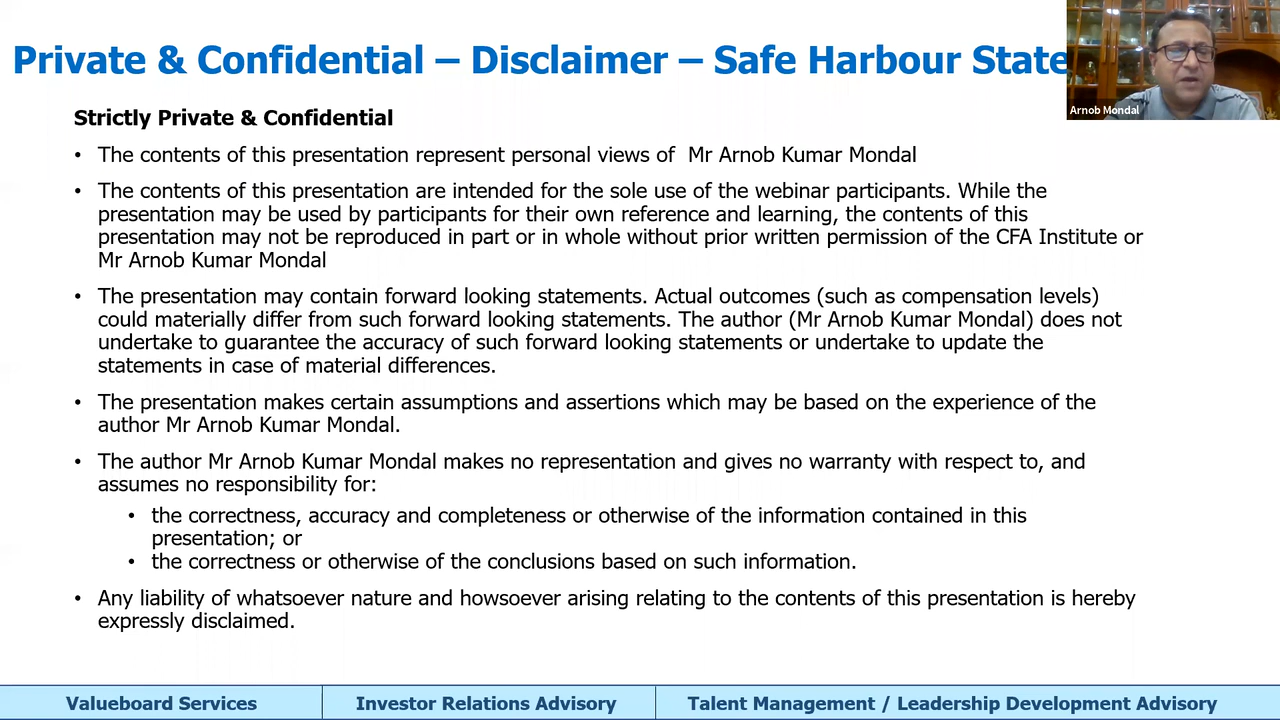 Private & Confidential – Disclaimer – Safe Harbour State
Arnob Mondal
Strictly Private & Confidential
• The contents of this presentation represent personal views of  Mr Arnob Kumar Mondal
• The contents of this presentation are intended for the sole use of the webinar participants. While the
presentation may be used by participants for their own reference and learning, the contents of this
presentation may not be reproduced in part or in whole without prior written permission of the CFA Institute or
Mr Arnob Kumar Mondal
• The presentation may contain forward looking statements. Actual outcomes (such as compensation levels)
could materially differ from such forward looking statements. The author (Mr Arnob Kumar Mondal) does not
undertake to guarantee the accuracy of such forward looking statements or undertake to update the
statements in case of material differences.
• The presentation makes certain assumptions and assertions which may be based on the experience of the
author Mr Arnob Kumar Mondal.
• The author Mr Arnob Kumar Mondal makes no representation and gives no warranty with respect to, and
assumes no responsibility for:
• the correctness, accuracy and completeness or otherwise of the information contained in this
presentation; or
• the correctness or otherwise of the conclusions based on such information.
• Any liability of whatsoever nature and howsoever arising relating to the contents of this presentation is hereby
expressly disclaimed.
Valueboard Services
Investor Relations Advisory
Talent Management / Leadership Development Advisory